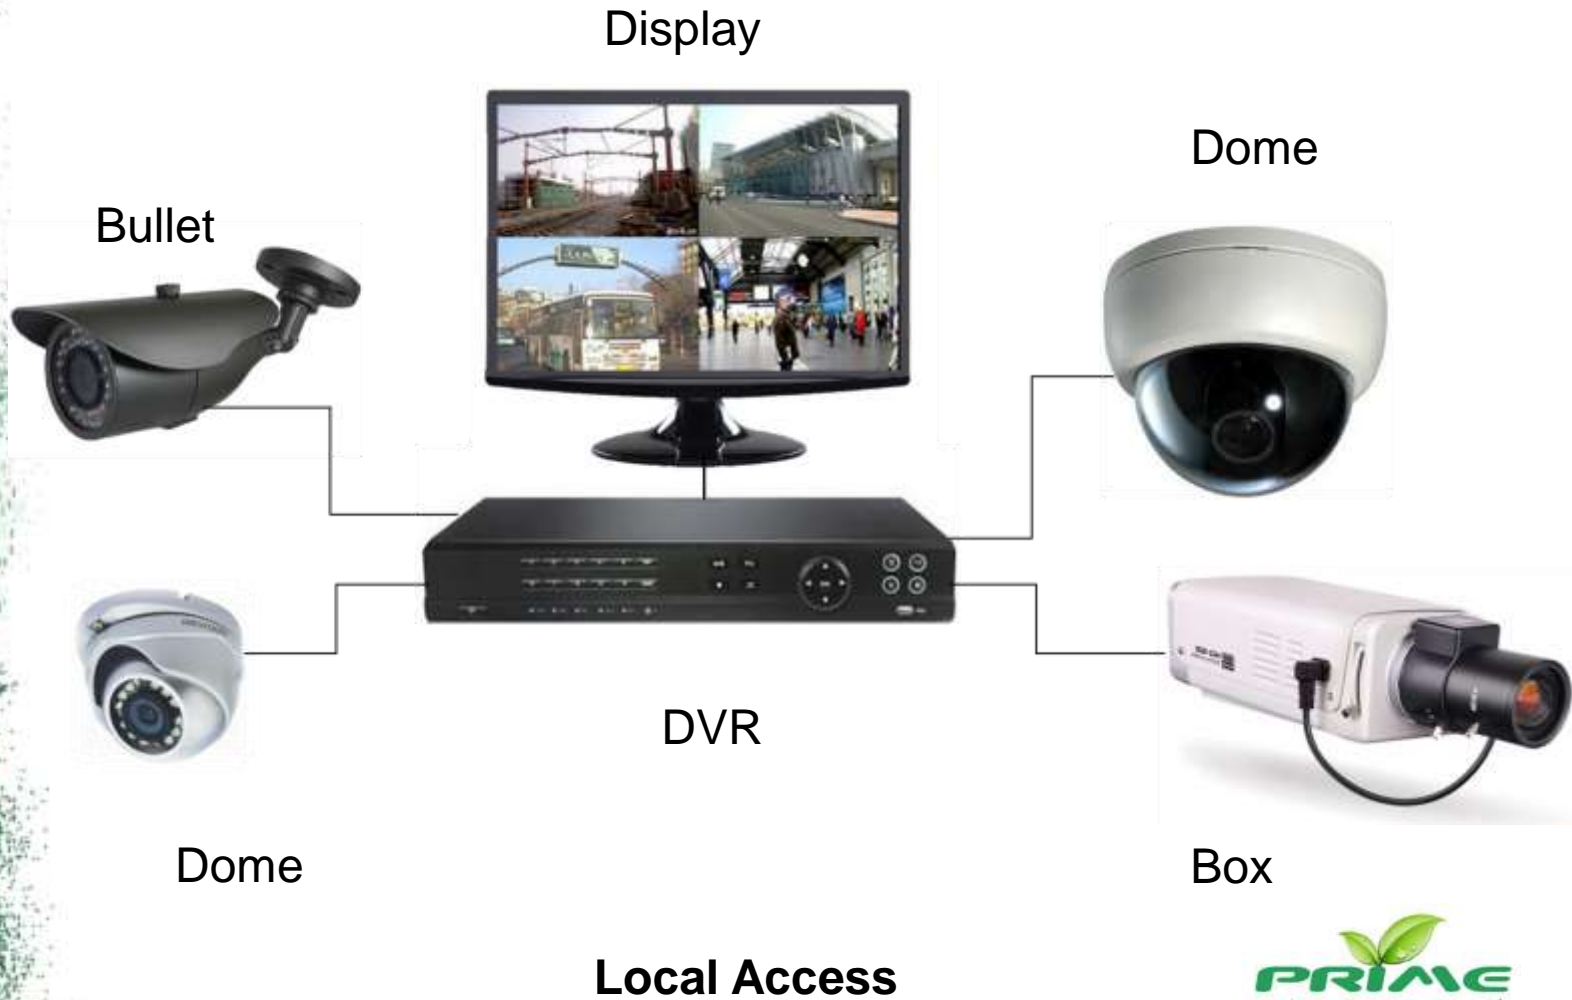 Display
Dome
Bullet
DVR
Dome
Box
Local Access
PRIME